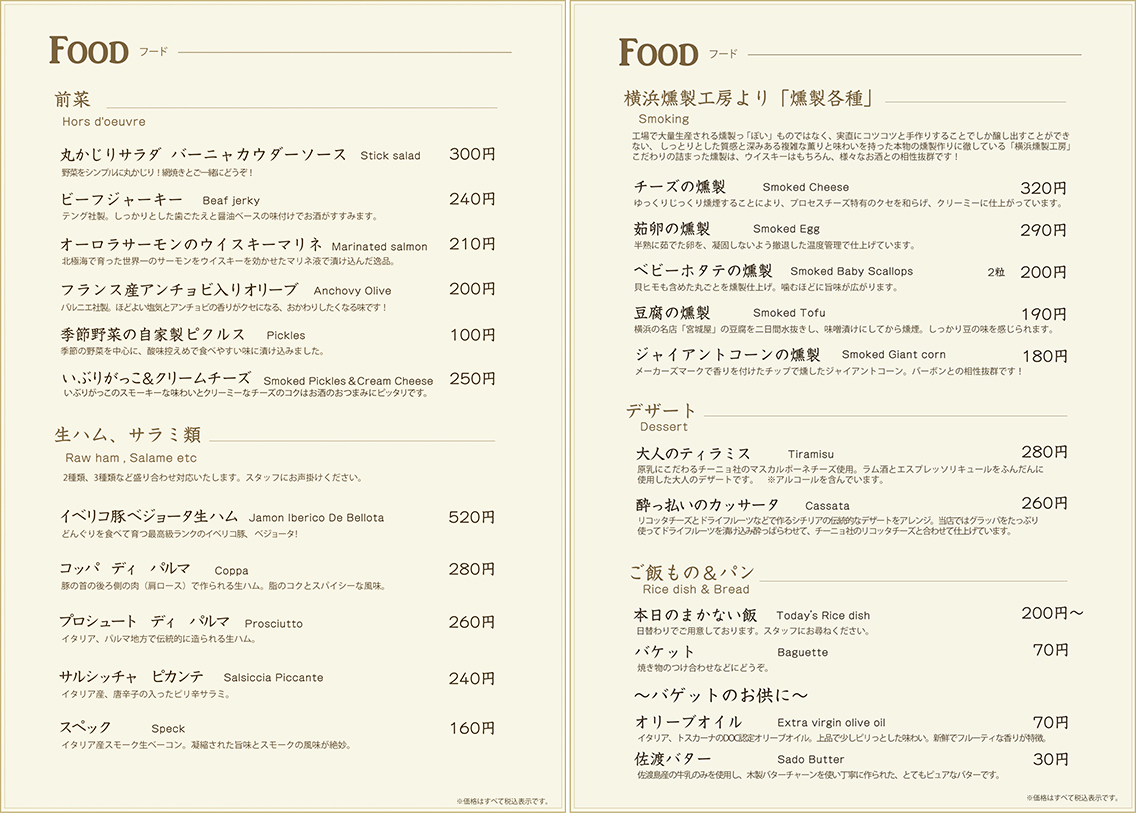 FOOD フード
前菜
Hors d'oeuvre
丸かじりサラダ バーニャカウダーソース Stick salad 300円
野菜をシンプルに丸かじり！網焼きとご一緒にどうぞ！
ビーフジャーキー Beaf jerky 240円
テング社製。しっかりとした歯ごたえと醤油ベースの味付けでお酒がすすみます。
オーロラサーモンのウイスキーマリネ Marinated salmon 210円
北極海で育った世界一のサーモンをウイスキーを効かせたマリネ液で漬け込んだ逸品。
フランス産アンチョビ入りオリーブ Anchovy Olive 200円
バルニエ社製。ほどよい塩気とアンチョビの香りがクセになる、おかわりしたくなる味です！
季節野菜の自家製ピクルス Pickles 100円
季節の野菜を中心に、酸味控えめで食べやすい味に漬け込みました。
いぶりがっこ＆クリームチーズ Smoked Pickles＆Cream Cheese 250円
いぶりがっこのスモーキーな味わいとクリーミーなチーズのコクはお酒のおつまみにピッタリです。
生ハム、サラミ類
Raw ham , Salame etc
2種類、3種類など盛り合わせ対応いたします。スタッフにお声掛けください。
イベリコ豚ベジョータ生ハム Jamon Iberico De Bellota 520円
どんぐりを食べて育つ最高級ランクのイベリコ豚、ベジョータ！
コッパ ディ パルマ Coppa 280円
豚の首の後ろ側の肉（肩ロース）で作られる生ハム。脂のコクとスパイシーな風味。
プロシュート ディ パルマ Prosciutto 260円
イタリア、パルマ地方で伝統的に造られる生ハム。
サルシッチャ ピカンテ Salsiccia Piccante 240円
イタリア産、唐辛子の入ったピリ辛サラミ。
スペック Speck 160円
イタリア産スモーク生ベーコン。凝縮された旨味とスモークの風味が絶妙。
※価格はすべて税込表示です。
FOOD フード
横浜燻製工房より「燻製各種」
Smoking
工場で大量生産される燻製っ「ぽい」ものではなく、実直にコツコツと手作りすることでしか醸し出すことができ
ない、しっとりとした質感と深みある複雑な薫りと味わいを持った本物の燻製作りに徹している「横浜燻製工房」
こだわりの詰まった燻製は、ウイスキーはもちろん、様々なお酒との相性抜群です！
チーズの燻製 Smoked Cheese 320円
ゆっくりじっくり燻煙することにより、プロセスチーズ特有のクセを和らげ、クリーミーに仕上がっています。
茹卵の燻製 Smoked Egg 290円
半熟に茹でた卵を、凝固しないよう撤退した温度管理で仕上げています。
ベビーホタテの燻製 Smoked Baby Scallops 2粒 200円
貝ヒモも含めた丸ごとを燻製仕上げ。噛むほどに旨味が広がります。
豆腐の燻製 Smoked Tofu 190円
横浜の名店「宮城屋」の豆腐を二日間水抜きし、味噌漬けにしてから燻煙。しっかり豆の味を感じられます。
ジャイアントコーンの燻製 Smoked Giant corn 180円
メーカーズマークで香りを付けたチップで燻したジャイアントコーン。バーボンとの相性抜群です！
デザート
Dessert
大人のティラミス Tiramisu 280円
原乳にこだわるチーニョ社のマスカルポーネチーズ使用。ラム酒とエスプレッソリキュールをふんだんに
使用した大人のデザートです。 ※アルコールを含んでいます。
酔っ払いのカッサータ Cassata 260円
リコッタチーズとドライフルーツなどで作るシチリアの伝統的なデザートをアレンジ。当店ではグラッパをたっぷり
使ってドライフルーツを漬け込み酔っぱらわせて、チーニョ社のリコッタチーズと合わせて仕上げています。
ご飯もの＆パン
Rice dish & Bread
本日のまかない飯 Today's Rice dish 200円〜
日替わりでご用意しております。スタッフにお尋ねください。
バケット Baguette 70円
焼き物のつけ合わせなどにどうぞ。
〜バゲットのお供に〜
オリーブオイル Extra virgin olive oil 70円
イタリア、トスカーナのDOC認定オリーブオイル。上品で少しピリっとした味わい。新鮮でフルーティな香りが特徴。
佐渡バター Sado Butter 30円
佐渡島産の牛乳のみを使用し、木製バターチャーンを使い丁寧に作られた、とてもピュアなバターです。
※価格はすべて税込表示です。